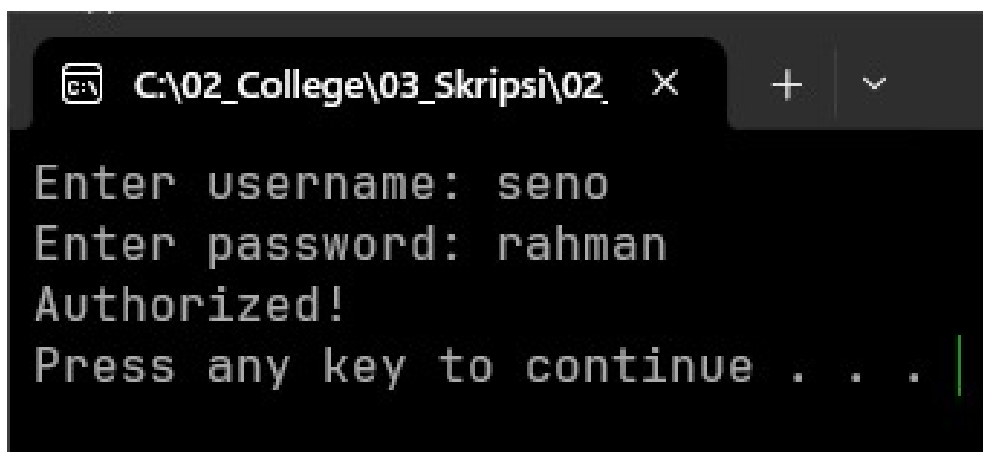 C:\02_College\03_Skripsi\02_
Enter username: seno
Enter password: rahman
Authorized!
Press any key to continue . . .